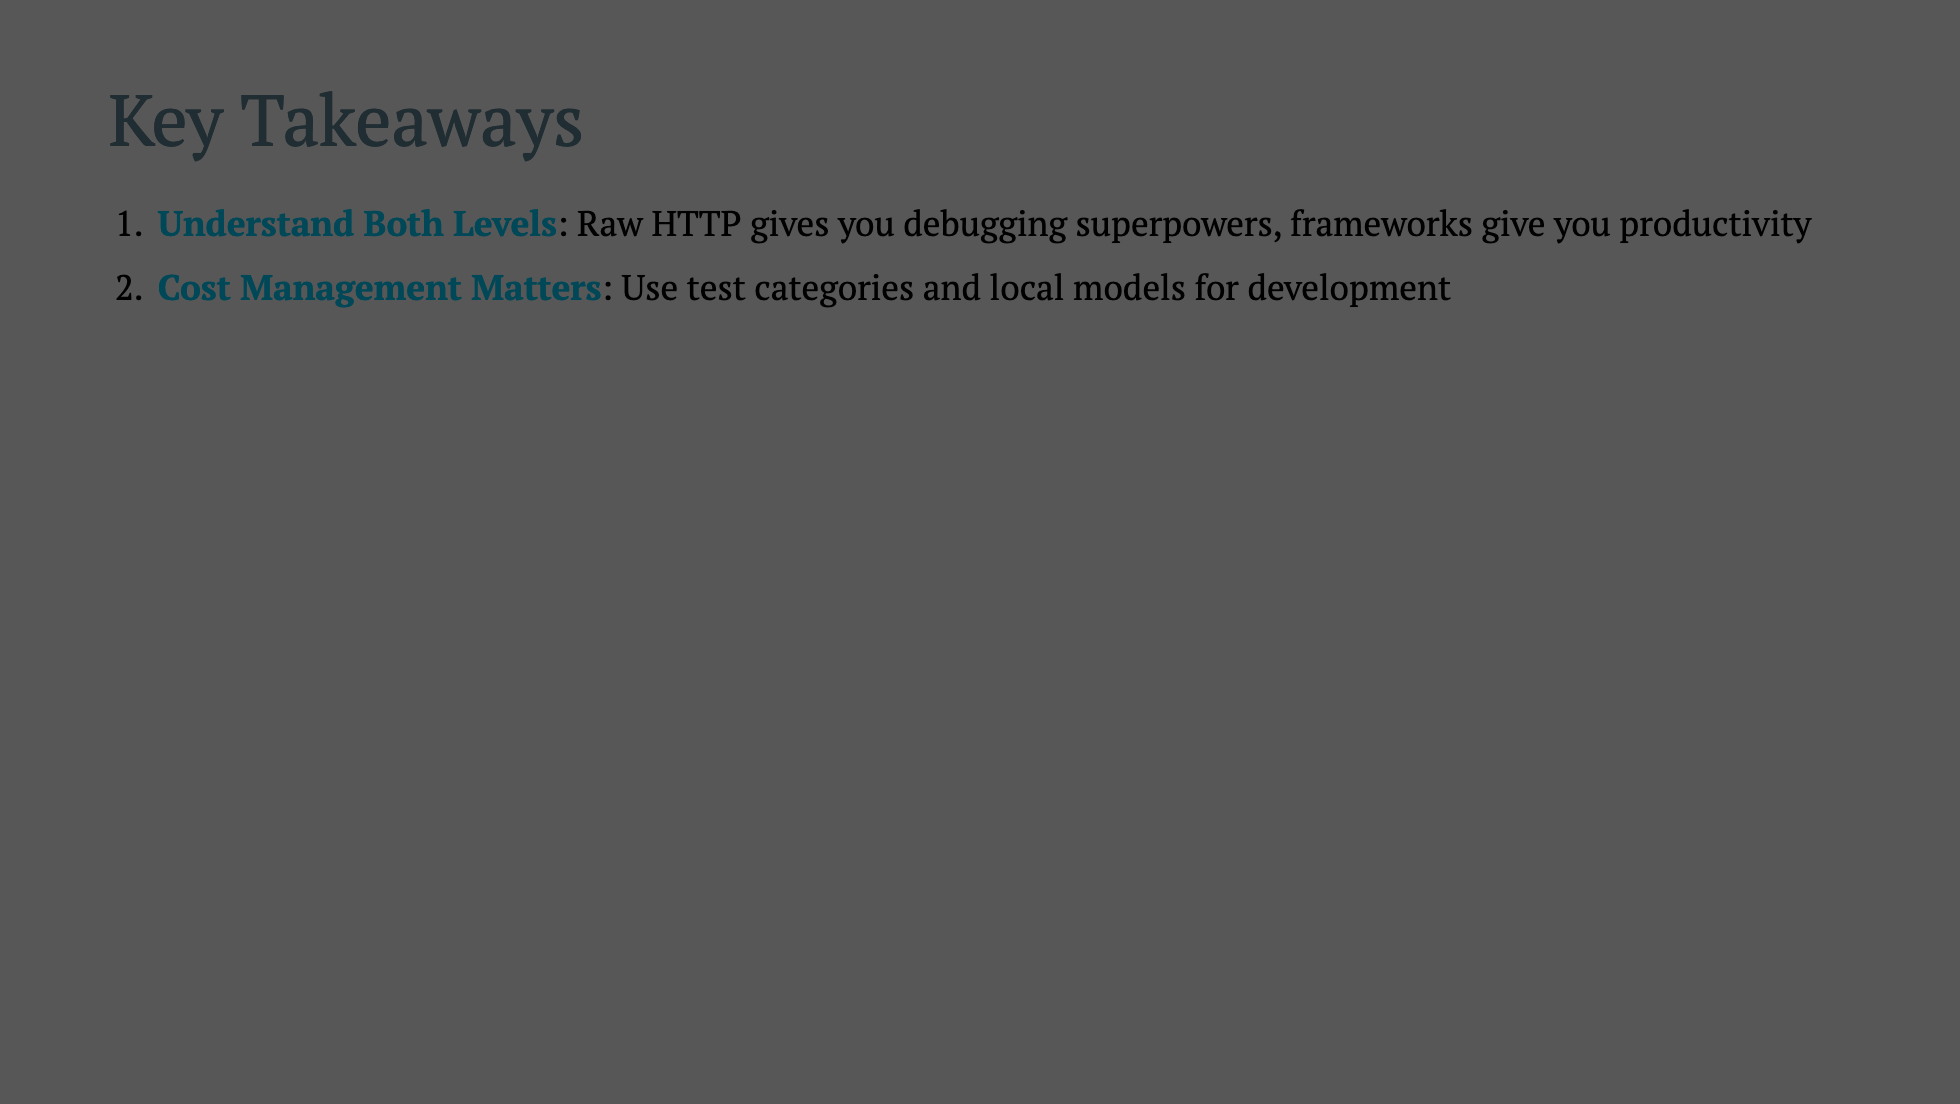 Key Takeaways
1. Understand Both Levels: Raw HTTP gives you debugging superpowers, frameworks give you productivity
2. Cost Management Matters: Use test categories and local models for development